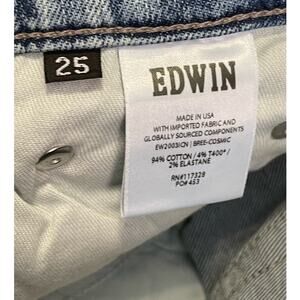 25
EDWIN
MADE IN USA
WITH IMPORTED FABRIC AND
GLOBALLY SOURCED COMPONENTS
EW2003ICN | BREE-COSMIC
94% COTTON / 4% T400® /
2% ELASTANE
RN#117328
PO# 453